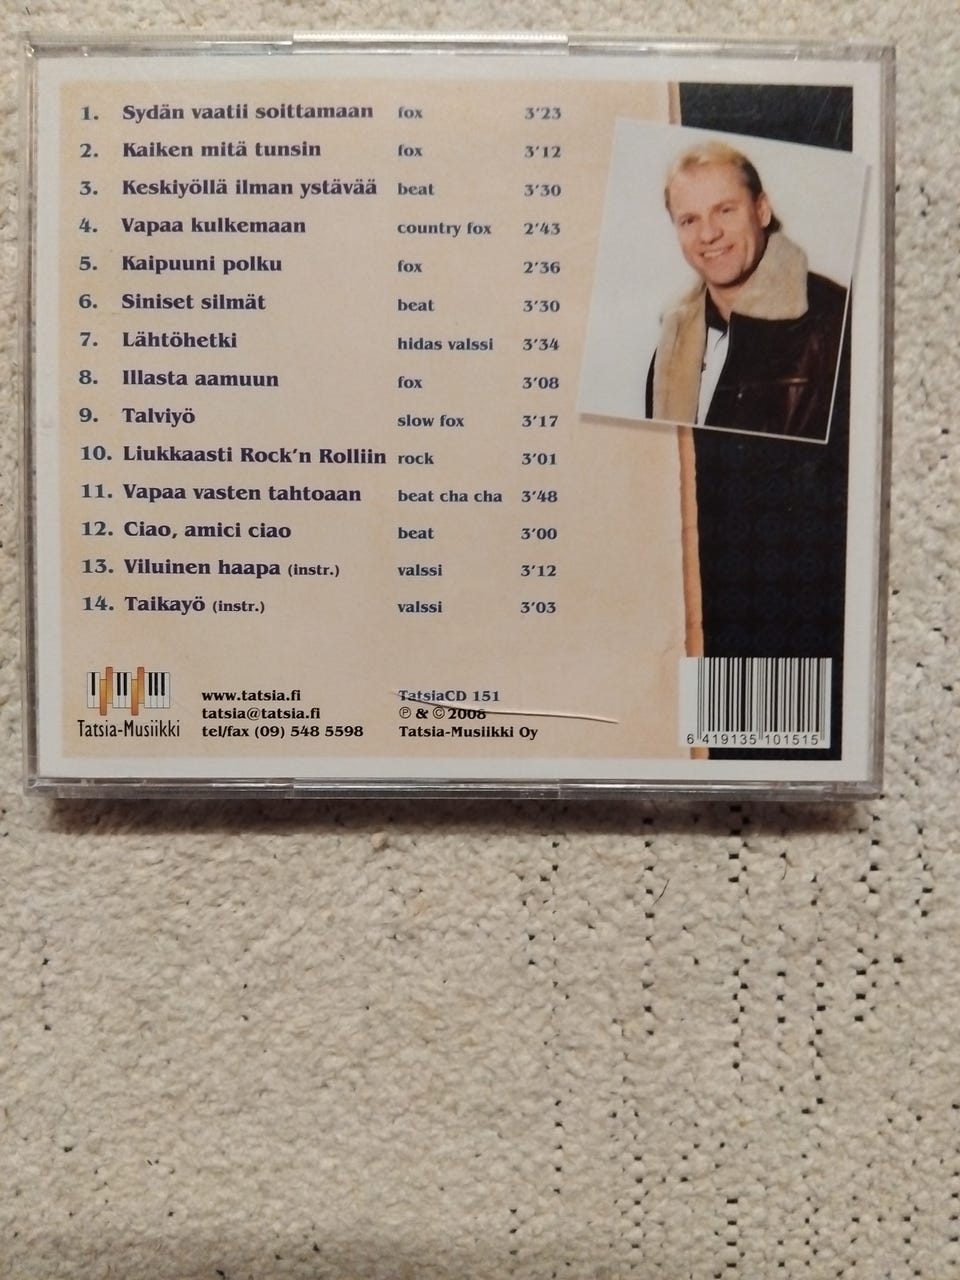 1. Sydän vaatii soittamaan fox 3'23
2. Kaiken mitä tunsin fox 3'12
3. Keskiyöllä ilman ystävää beat 3'30
4. Vapaa kulkemaan country fox 2'43
5. Kaipuuni polku fox 2'36
6. Siniset silmät beat 3'30
7. Lähtöhetki hidas valssi 3'34
8. Illasta aamuun fox 3'08
9. Talviyö slow fox 3'17
10. Liukkaasti Rock'n Rolliin rock 3'01
11. Vapaa vasten tahtoaan beat cha cha 3'48
12. Ciao, amici ciao beat 3'00
13. Viluinen haapa (instr.) valssi 3'12
14. Taikayö (instr.) valssi 3'03
Tatsia-Musiikki
www.tatsia.fi
tatsia@tatsia.fi
tel/fax (09) 548 5598
TatsiaCD 151
℗ & © 2008
Tatsia-Musiikki Oy
6 419135 101515